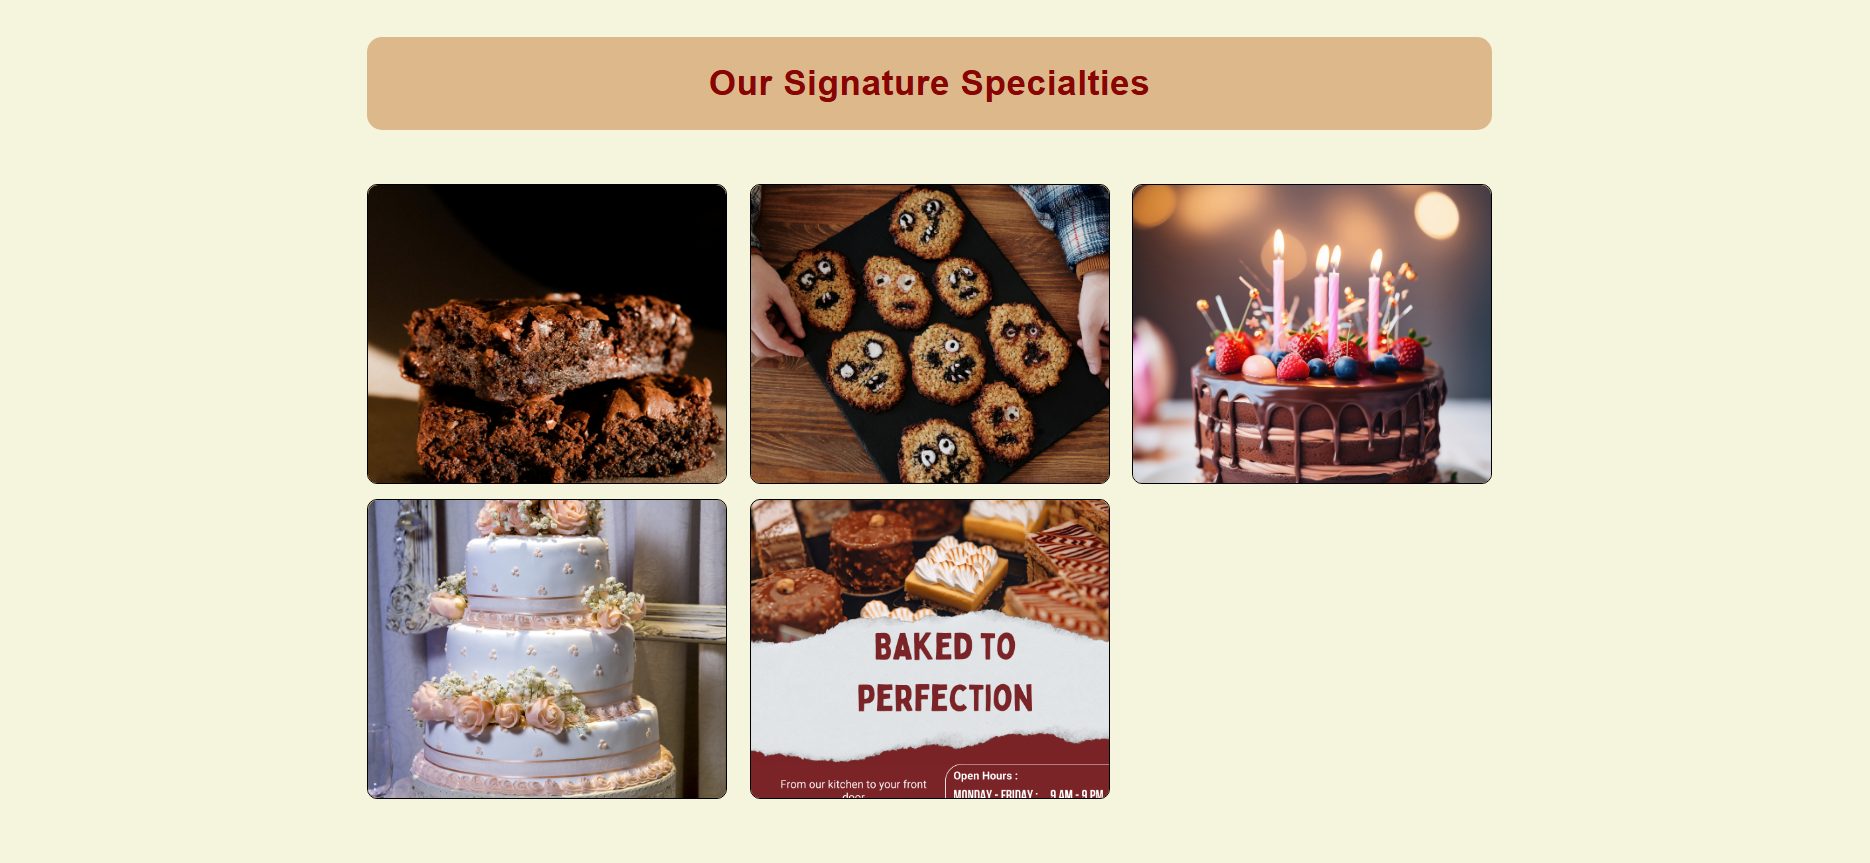 Our Signature Specialties
BAKED TO
PERFECTION
From our kitchen to your front
door
Open Hours :
MONDAY - FRIDAY : 9 AM - 9 PM